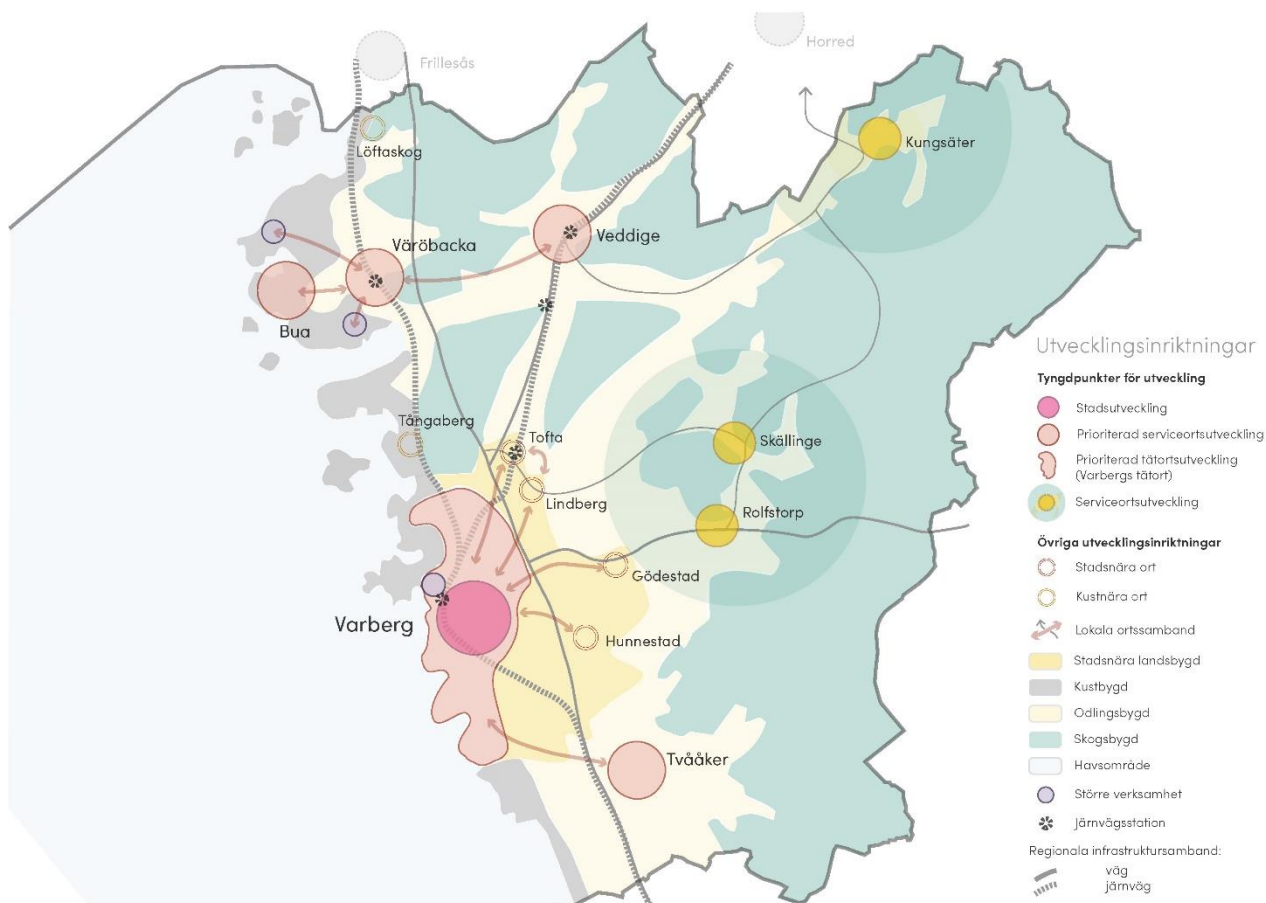 Horred
Frillesås
Kungsäter
Löftaskog
Väröbacka
Veddige
Bua
Tångaberg
Tofta
Skällinge
Lindberg
Rolfstorp
Gödestad
Varberg
Hunnestad
Tvååker
Utvecklingsinriktningar
Tyngdpunkter för utveckling
Stadsutveckling
Prioriterad serviceortsutveckling
Prioriterad tätortsutveckling
(Varbergs tätort)
Serviceortsutveckling
Övriga utvecklingsinriktningar
Stadsnära ort
Kustnära ort
Lokala ortssamband
Stadsnära landsbygd
Kustbygd
Odlingsbygd
Skogsbygd
Havsområde
Större verksamhet
Järnvägsstation
Regionala infrastruktursamband:
väg
järnväg